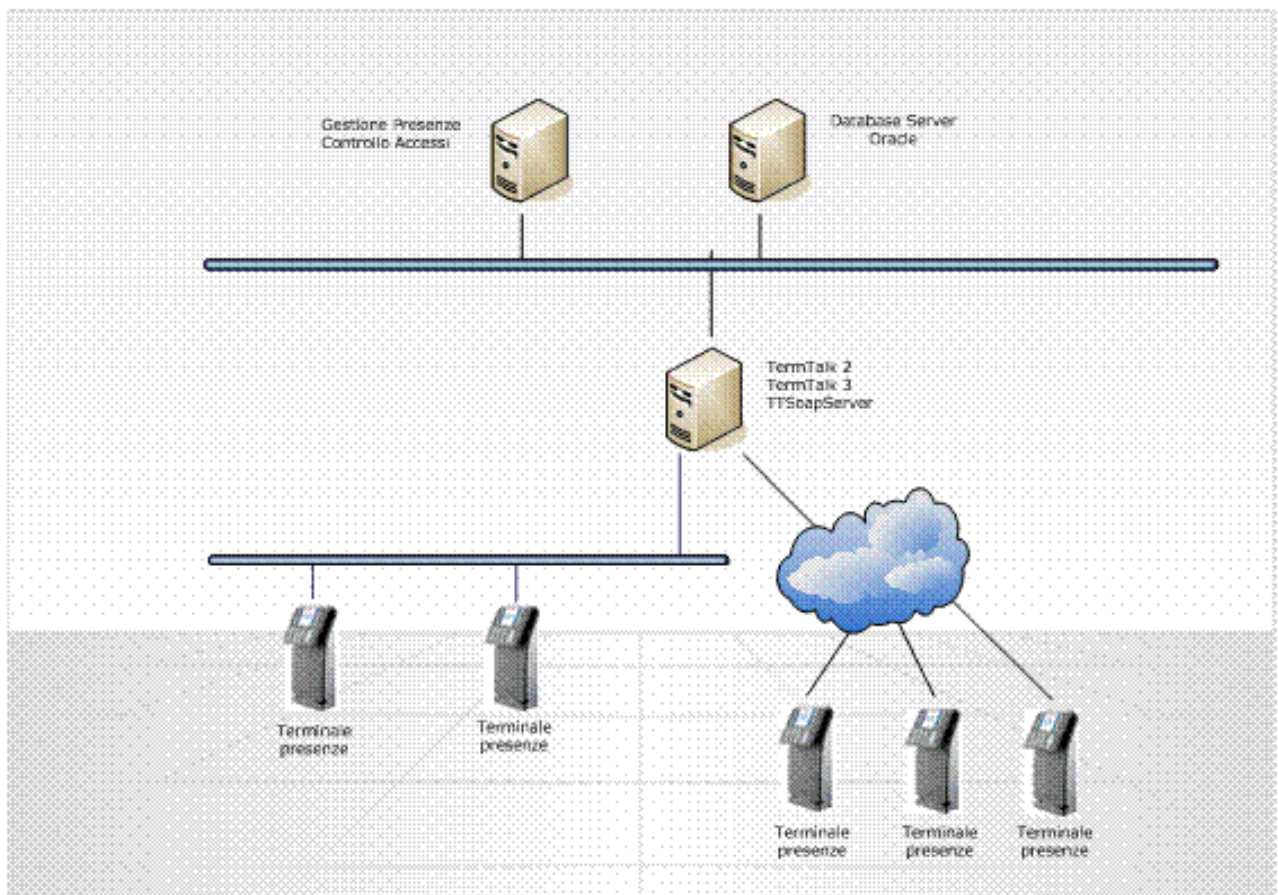 Gestione Presenze
Controllo Accessi
Database Server
Oracle
TermTalk 2
TermTalk 3
TTSoapServer
Terminale
presenze
Terminale
presenze
Terminale
presenze
Terminale
presenze
Terminale
presenze